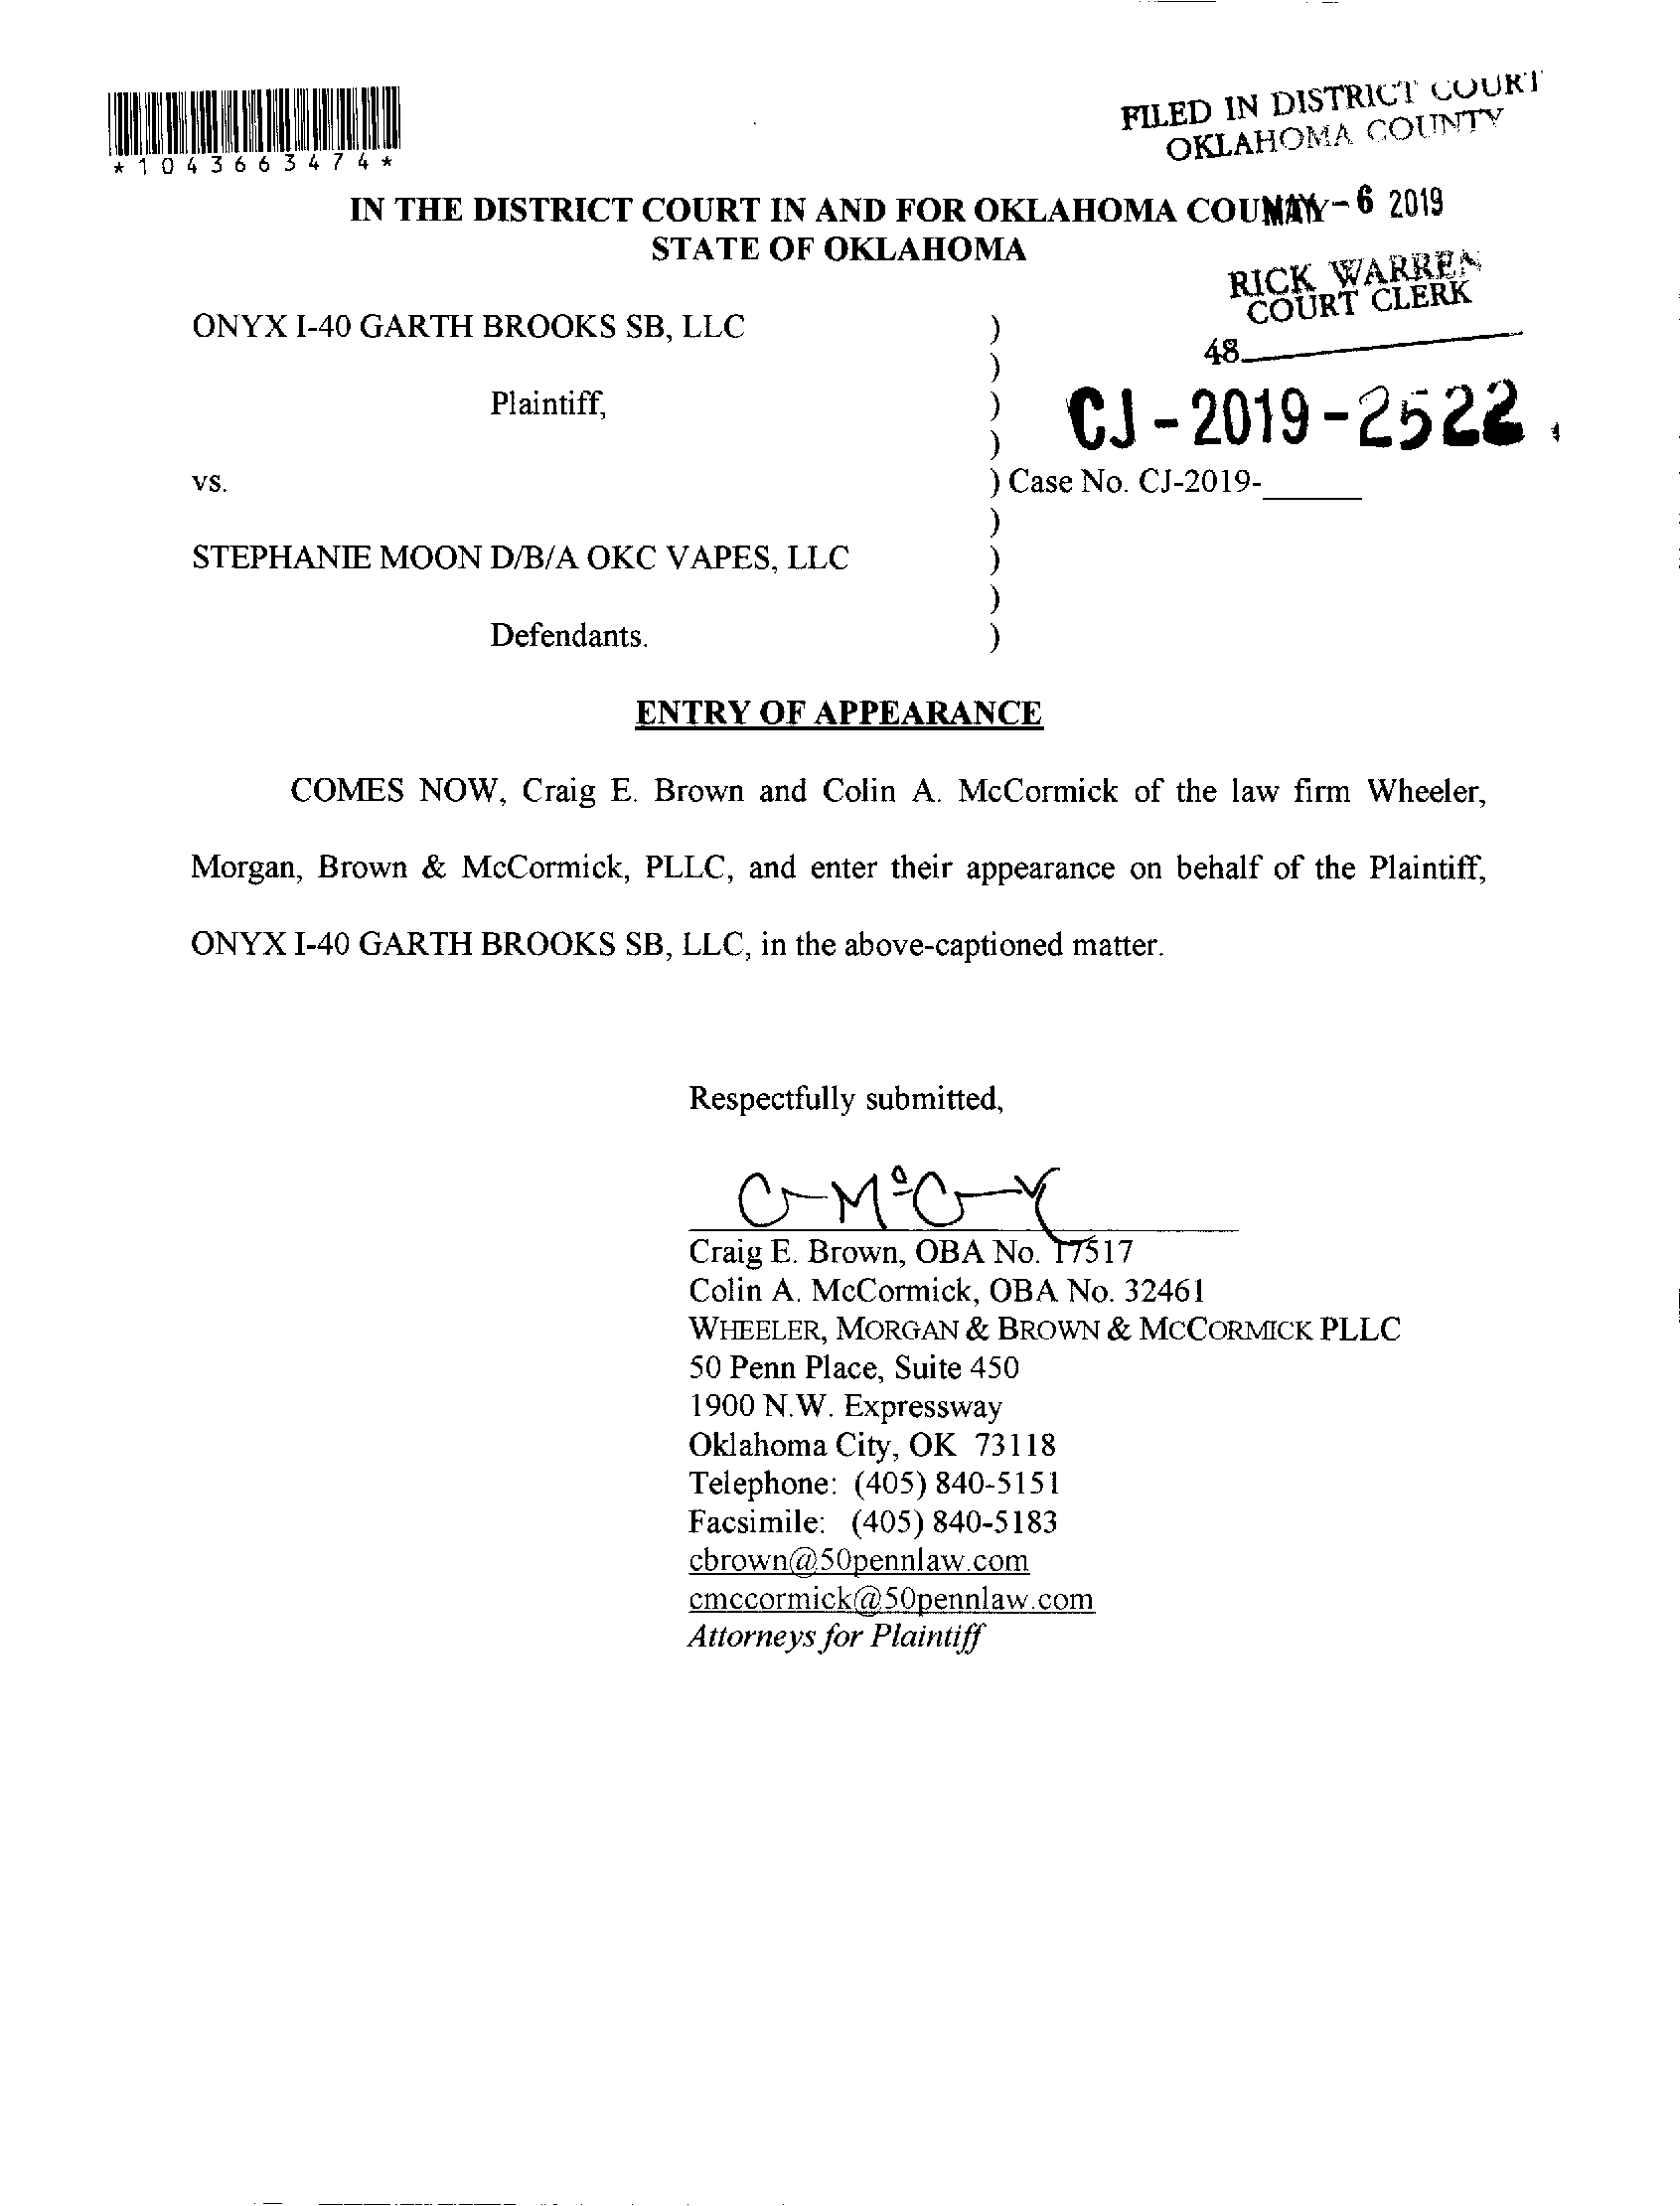 *1043663474*
FILED IN DISTRICT COURT
OKLAHOMA COUNTY
MAY - 6 2019
IN THE DISTRICT COURT IN AND FOR OKLAHOMA COUNTY
STATE OF OKLAHOMA
RICK WARREN
COURT CLERK
48
ONYX I-40 GARTH BROOKS SB, LLC )
)
Plaintiff, )
CJ-2019-2522
)
vs. ) Case No. CJ-2019-______
)
STEPHANIE MOON D/B/A OKC VAPES, LLC )
)
Defendants. )
ENTRY OF APPEARANCE
COMES NOW, Craig E. Brown and Colin A. McCormick of the law firm Wheeler,
Morgan, Brown & McCormick, PLLC, and enter their appearance on behalf of the Plaintiff,
ONYX I-40 GARTH BROOKS SB, LLC, in the above-captioned matter.
Respectfully submitted,
Craig E. Brown, OBA No. 17517
Colin A. McCormick, OBA No. 32461
WHEELER, MORGAN & BROWN & MCCORMICK PLLC
50 Penn Place, Suite 450
1900 N.W. Expressway
Oklahoma City, OK 73118
Telephone: (405) 840-5151
Facsimile: (405) 840-5183
cbrown@50pennlaw.com
cmccormick@50pennlaw.com
Attorneys for Plaintiff